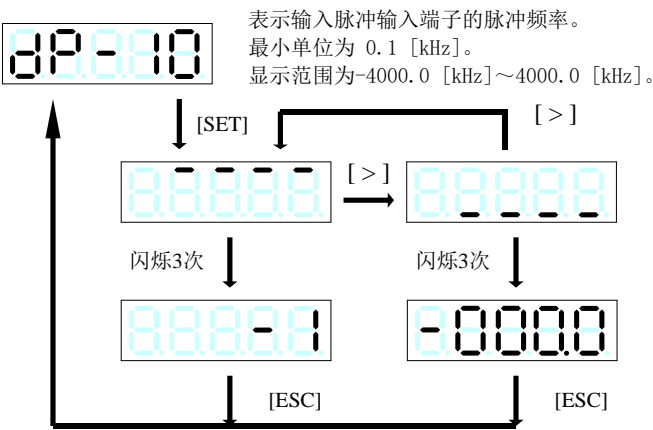 表示输入脉冲输入端子的脉冲频率。
最小单位为 0.1 [kHz]。
显示范围为-4000.0 [kHz]～4000.0 [kHz]。
dP-10
[SET]
[ > ]
[ > ]
闪烁3次
闪烁3次
- 1
-000.0
[ESC]
[ESC]